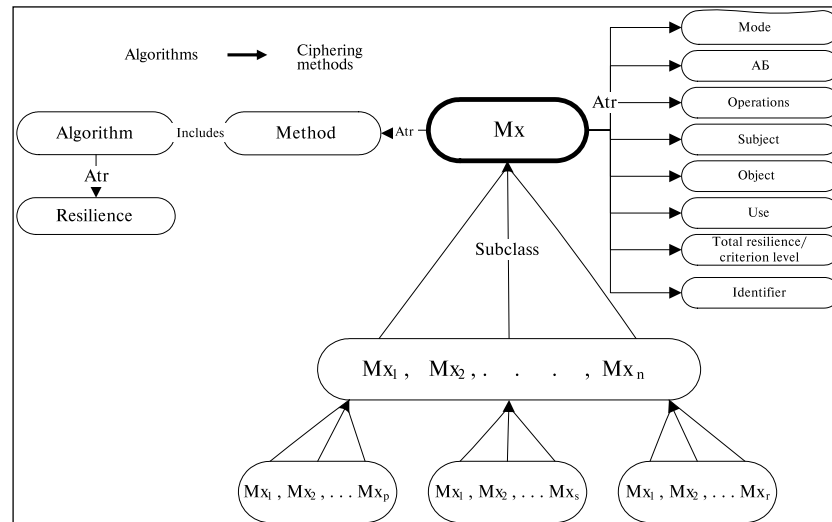 Algorithms
Ciphering
methods
Mode
АБ
Atr
Operations
Algorithm
Includes
Method
Atr
Mx
Subject
Atr
Object
Resilience
Use
Subclass
Total resilience/
criterion level
Identifier
Mx1 , Mx2 , . . . , Mxn
Mx1 , Mx2 , . . . Mxp
Mx1 , Mx2 , . . . Mxs
Mx1 , Mx2 , . . . Mxr